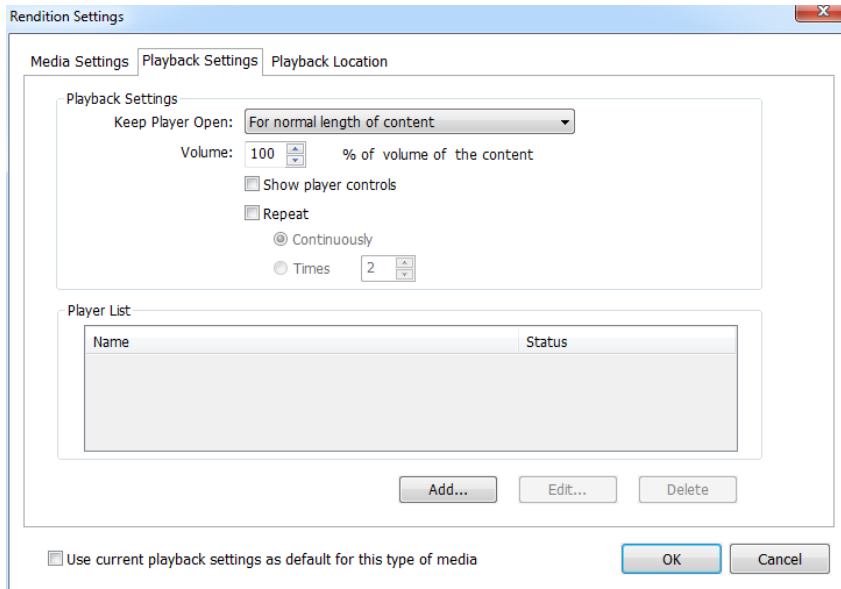 Rendition Settings
Media Settings Playback Settings Playback Location
Playback Settings
Keep Player Open: For normal length of content
Volume: 100 % of volume of the content
Show player controls
Repeat
Continuously
Times 2
Player List
Name Status
Add... Edit... Delete
Use current playback settings as default for this type of media OK Cancel